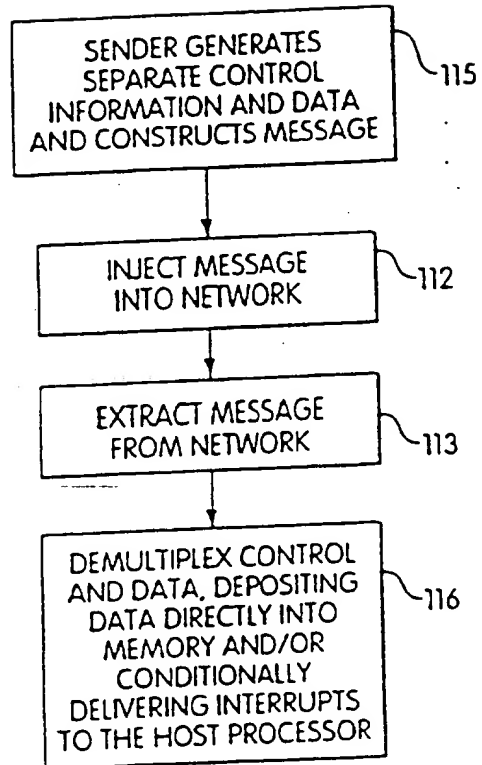 SENDER GENERATES
SEPARATE CONTROL
INFORMATION AND DATA
AND CONSTRUCTS MESSAGE
115
INJECT MESSAGE
INTO NETWORK
112
EXTRACT MESSAGE
FROM NETWORK
113
DEMULTIPLEX CONTROL
AND DATA, DEPOSITING
DATA DIRECTLY INTO
MEMORY AND/OR
CONDITIONALLY
DELIVERING INTERRUPTS
TO THE HOST PROCESSOR
116